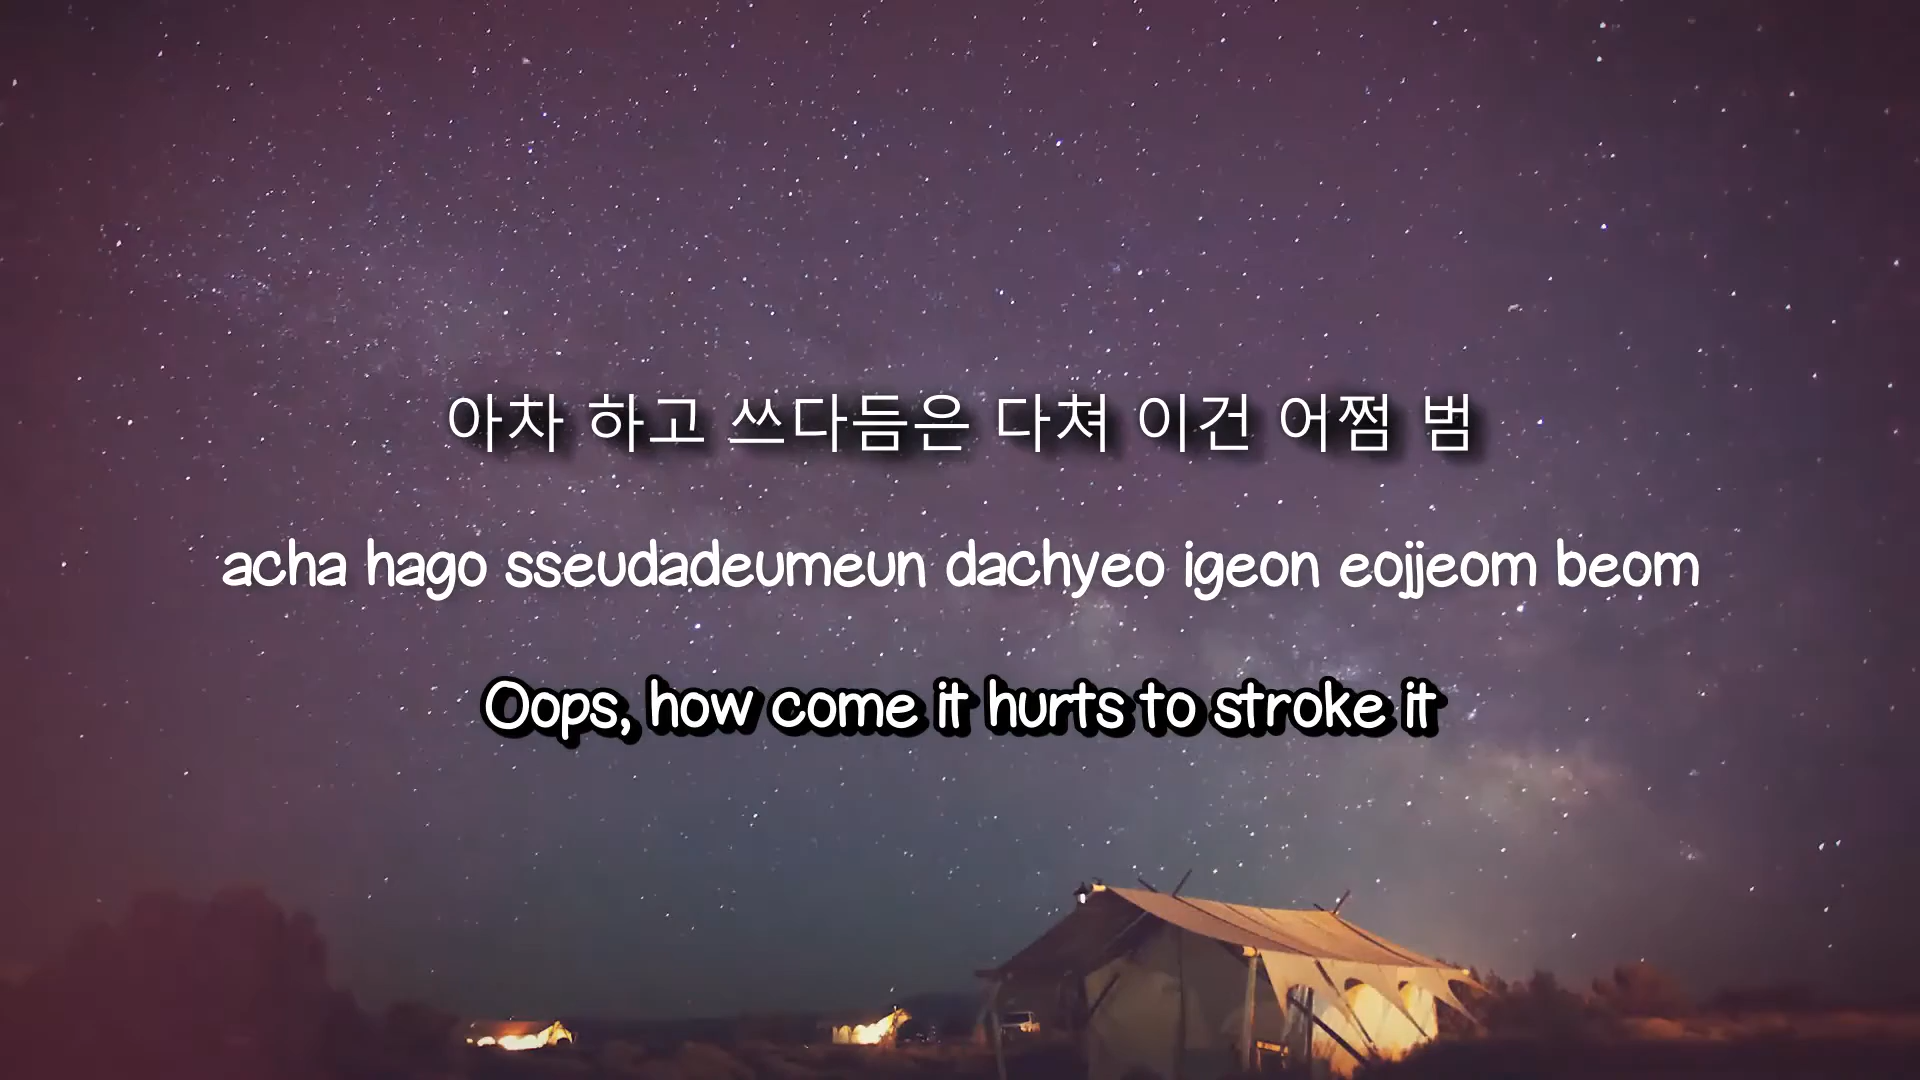 아차 하고 쓰다듬은 다쳐 이건 어쩜 범
acha hago sseudadeumeun dachyeo igeon eojjeom beom
Oops, how come it hurts to stroke it